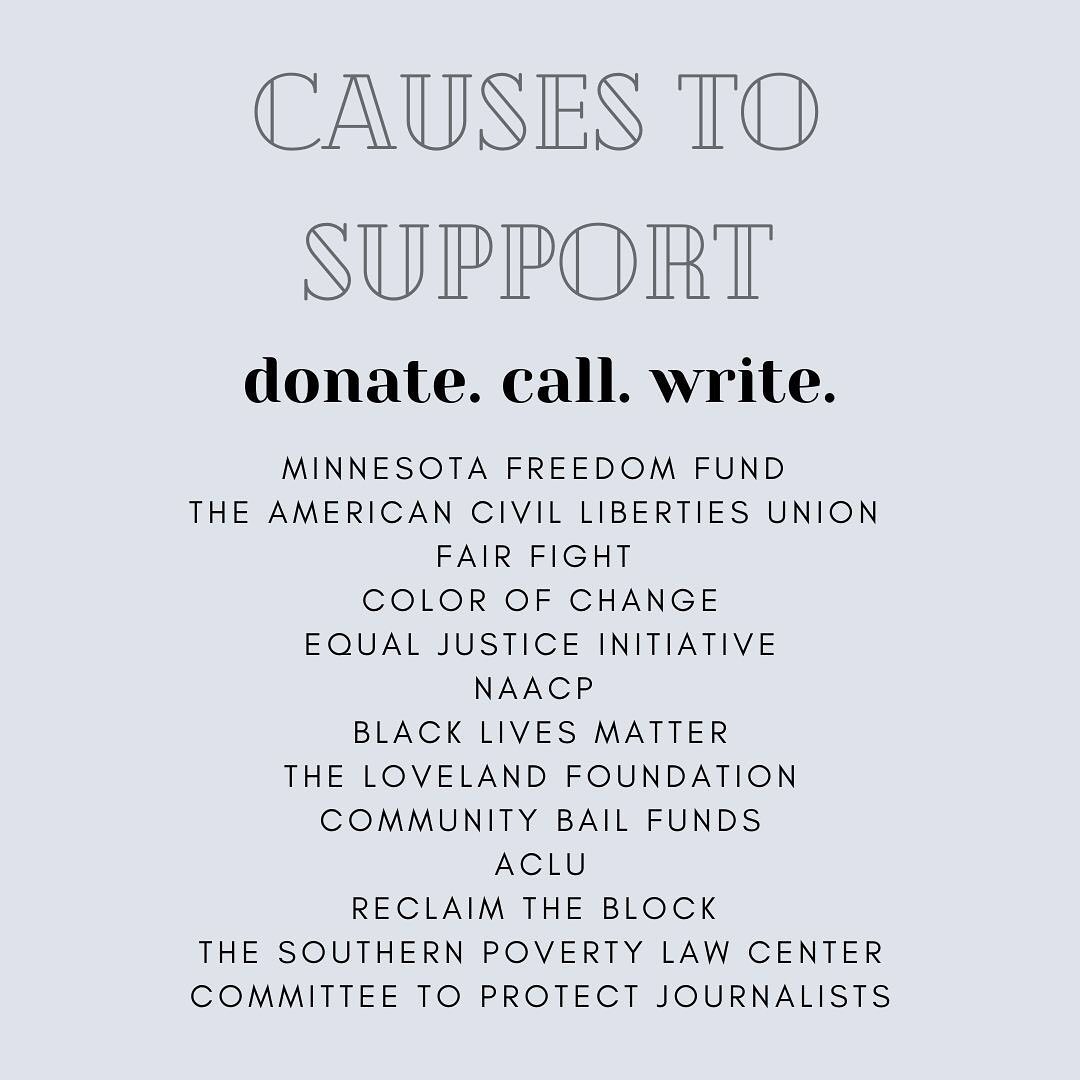 CAUSES TO
SUPPORT
donate. call. write.
MINNESOTA FREEDOM FUND
THE AMERICAN CIVIL LIBERTIES UNION
FAIR FIGHT
COLOR OF CHANGE
EQUAL JUSTICE INITIATIVE
NAACP
BLACK LIVES MATTER
THE LOVELAND FOUNDATION
COMMUNITY BAIL FUNDS
ACLU
RECLAIM THE BLOCK
THE SOUTHERN POVERTY LAW CENTER
COMMITTEE TO PROTECT JOURNALISTS